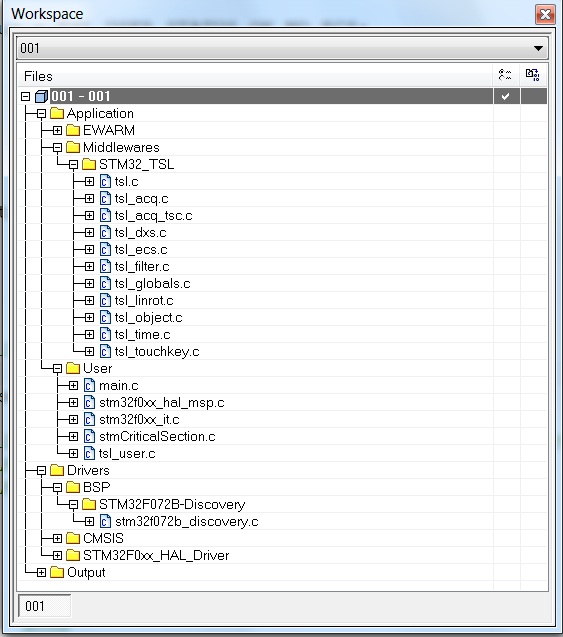 Workspace
001
Files
001 - 001
Application
EWARM
Middlewares
STM32_TSL
tsl.c
tsl_acq.c
tsl_acq_tsc.c
tsl_dxs.c
tsl_ecs.c
tsl_filter.c
tsl_globals.c
tsl_linrot.c
tsl_object.c
tsl_time.c
tsl_touchkey.c
User
main.c
stm32f0xx_hal_msp.c
stm32f0xx_it.c
stmCriticalSection.c
tsl_user.c
Drivers
BSP
STM32F072B-Discovery
stm32f072b_discovery.c
CMSIS
STM32F0xx_HAL_Driver
Output
001